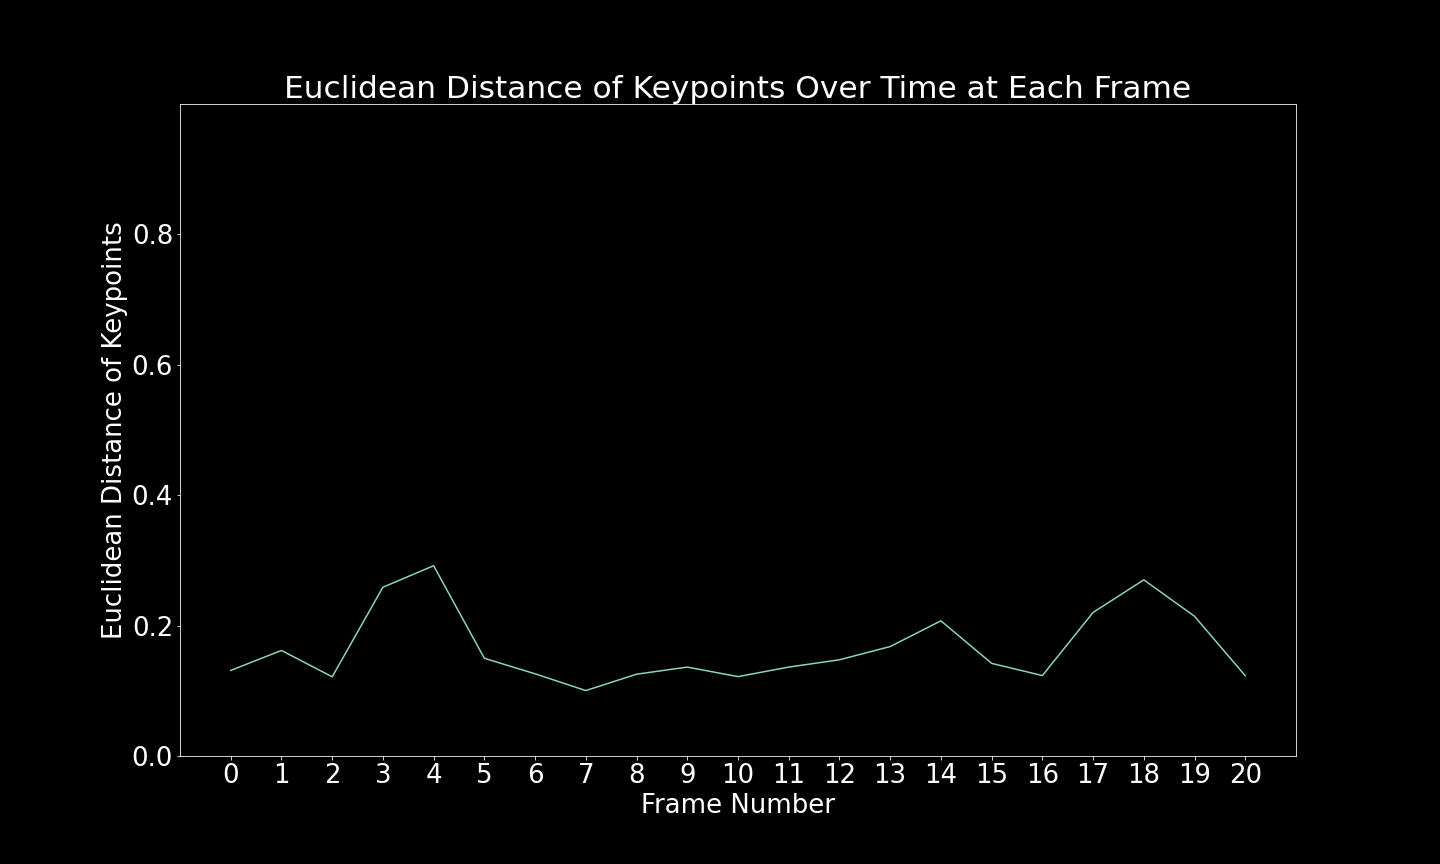 Euclidean Distance of Keypoints Over Time at Each Frame
Euclidean Distance of Keypoints
0.8
0.6
0.4
0.2
0.0
0 1 2 3 4 5 6 7 8 9 10 11 12 13 14 15 16 17 18 19 20
Frame Number